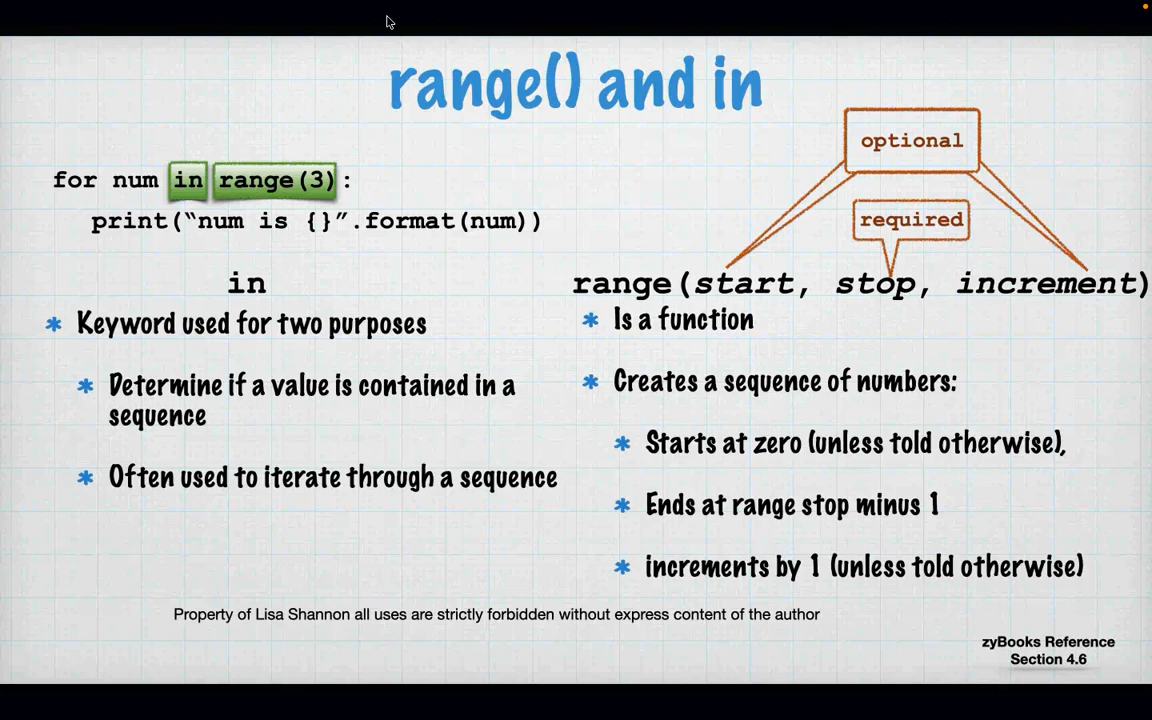 range() and in
for num in range(3):
print(“num is {}”.format(num))
optional
required
in
* Keyword used for two purposes
* Determine if a value is contained in a
sequence
* Often used to iterate through a sequence
range(start, stop, increment)
* Is a function
* Creates a sequence of numbers:
* Starts at zero (unless told otherwise),
* Ends at range stop minus 1
* increments by 1 (unless told otherwise)
Property of Lisa Shannon all uses are strictly forbidden without express content of the author
zyBooks Reference
Section 4.6